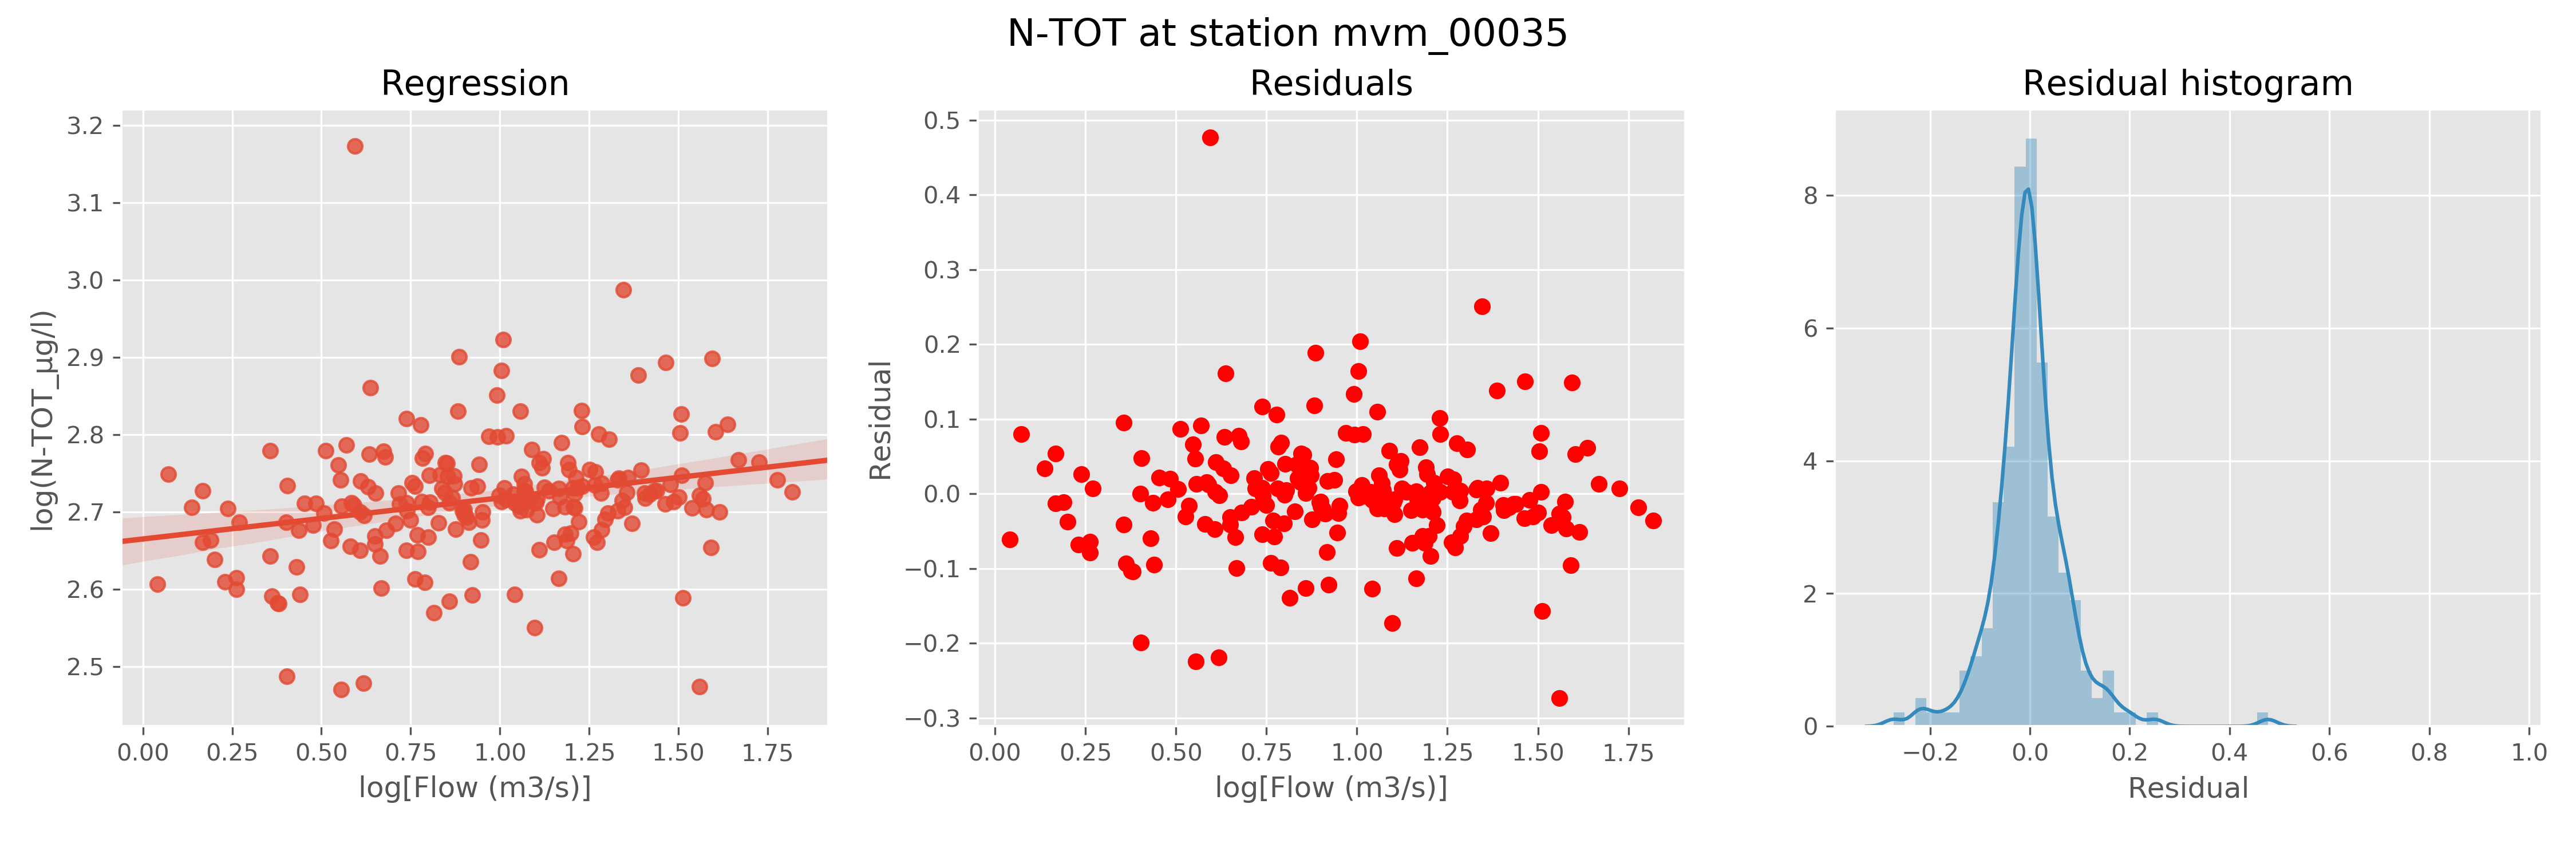 N-TOT at station mvm_00035
Regression
3.2
3.1
3.0
2.9
2.8
2.7
2.6
2.5
log(N-TOT_µg/l)
0.00 0.25 0.50 0.75 1.00 1.25 1.50 1.75
log[Flow (m3/s)]
Residuals
0.5
0.4
0.3
0.2
0.1
0.0
−0.1
−0.2
−0.3
Residual
0.00 0.25 0.50 0.75 1.00 1.25 1.50 1.75
log[Flow (m3/s)]
Residual histogram
8
6
4
2
0
−0.2 0.0 0.2 0.4 0.6 0.8 1.0
Residual